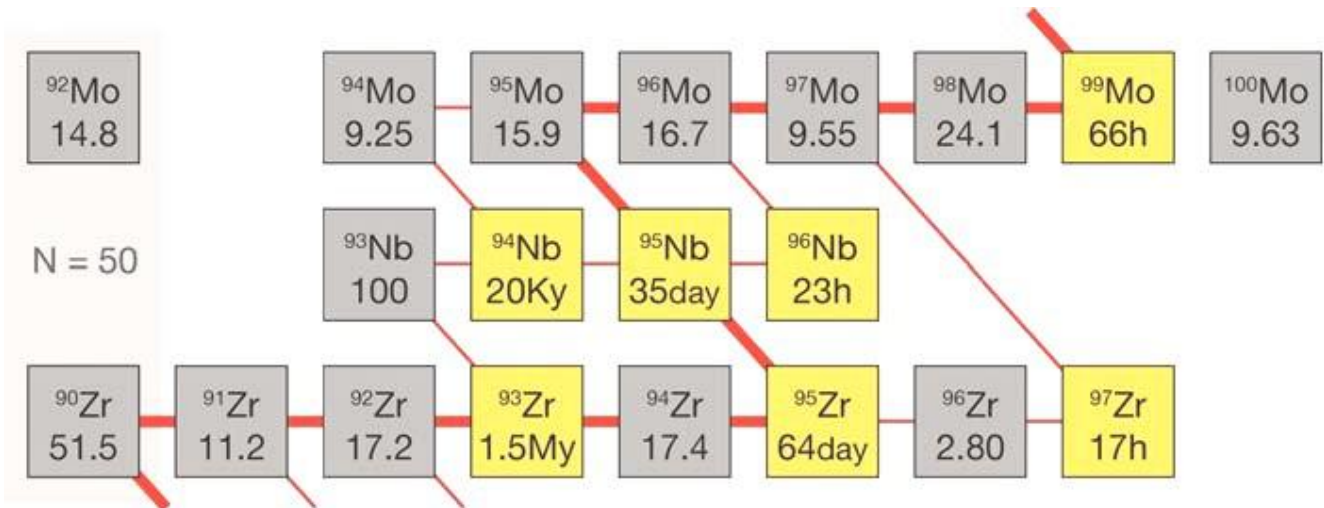 ⁹²Mo
14.8
⁹⁴Mo
9.25
⁹⁵Mo
15.9
⁹⁶Mo
16.7
⁹⁷Mo
9.55
⁹⁸Mo
24.1
⁹⁹Mo
66h
¹⁰⁰Mo
9.63
N = 50
⁹³Nb
100
⁹⁴Nb
20Ky
⁹⁵Nb
35day
⁹⁶Nb
23h
⁹⁰Zr
51.5
⁹¹Zr
11.2
⁹²Zr
17.2
⁹³Zr
1.5My
⁹⁴Zr
17.4
⁹⁵Zr
64day
⁹⁶Zr
2.80
⁹⁷Zr
17h